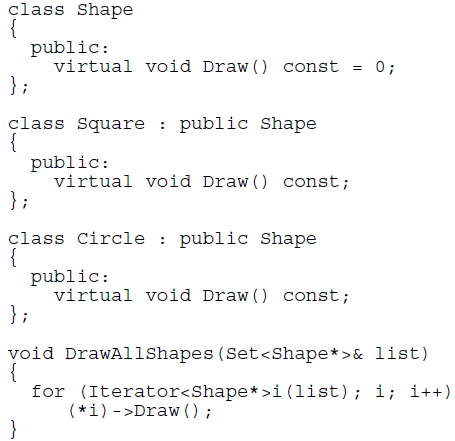 class Shape
{
  public:
    virtual void Draw() const = 0;
};

class Square : public Shape
{
  public:
    virtual void Draw() const;
};

class Circle : public Shape
{
  public:
    virtual void Draw() const;
};

void DrawAllShapes(Set<Shape*>& list)
{
  for (Iterator<Shape*>i(list); i; i++)
     (*i)->Draw();
}